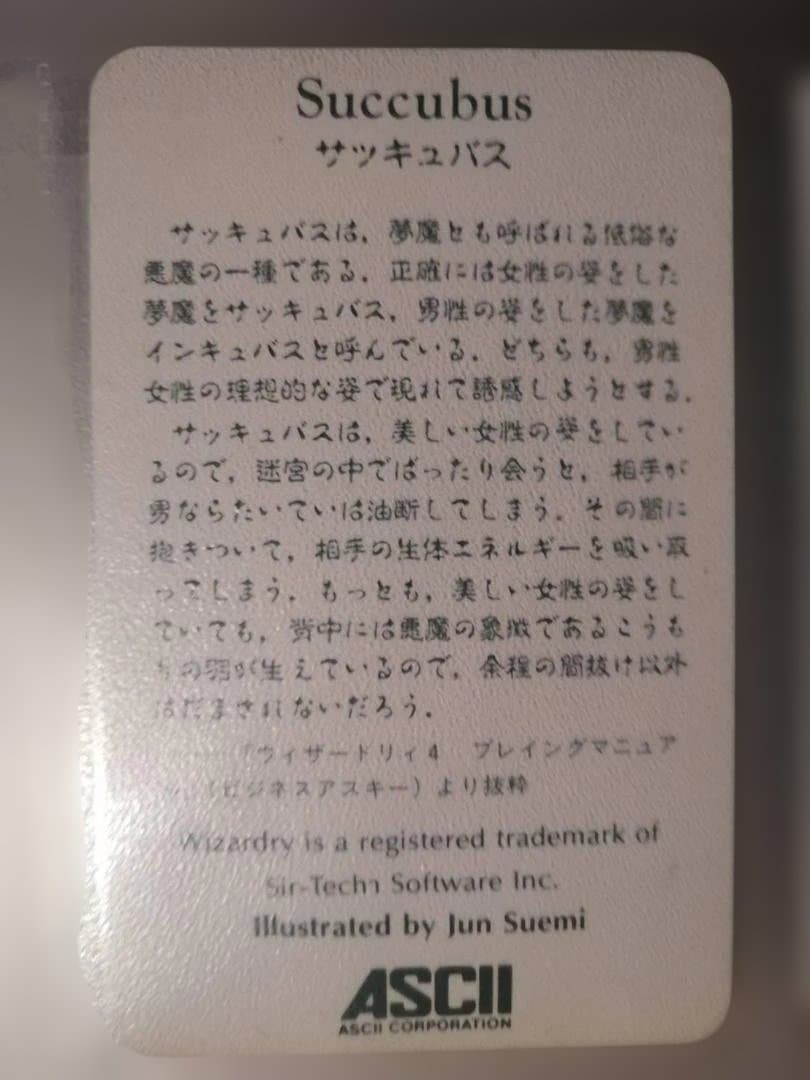 Succubus
サッキュバス
サッキュバスは，夢魔とも呼ばれる低俗な
悪魔の一種である．正確には女性の姿をした
夢魔をサッキュバス，男性の姿をした夢魔を
インキュバスと呼んでいる．どちらも，男性
女性の理想的な姿で現れて誘惑しようとする．
サッキュバスは，美しい女性の姿をしてい
るので，迷宮の中でばったり会うと，相手が
男ならたいていは油断してしまう．その間に
抱きついて，相手の生体エネルギーを吸い取
ってしまう．もっとも，美しい女性の姿をし
ていても，背中には悪魔の象徴であるこうも
りの羽が生えているので，余程の間抜け以外
はだまされないだろう．
「ウィザードリィ4 プレイングマニュア
ル」（ビジネスアスキー）より抜粋
Wizardry is a registered trademark of
Sir-Tech Software Inc.
Illustrated by Jun Suemi
ASCII
ASCII CORPORATION